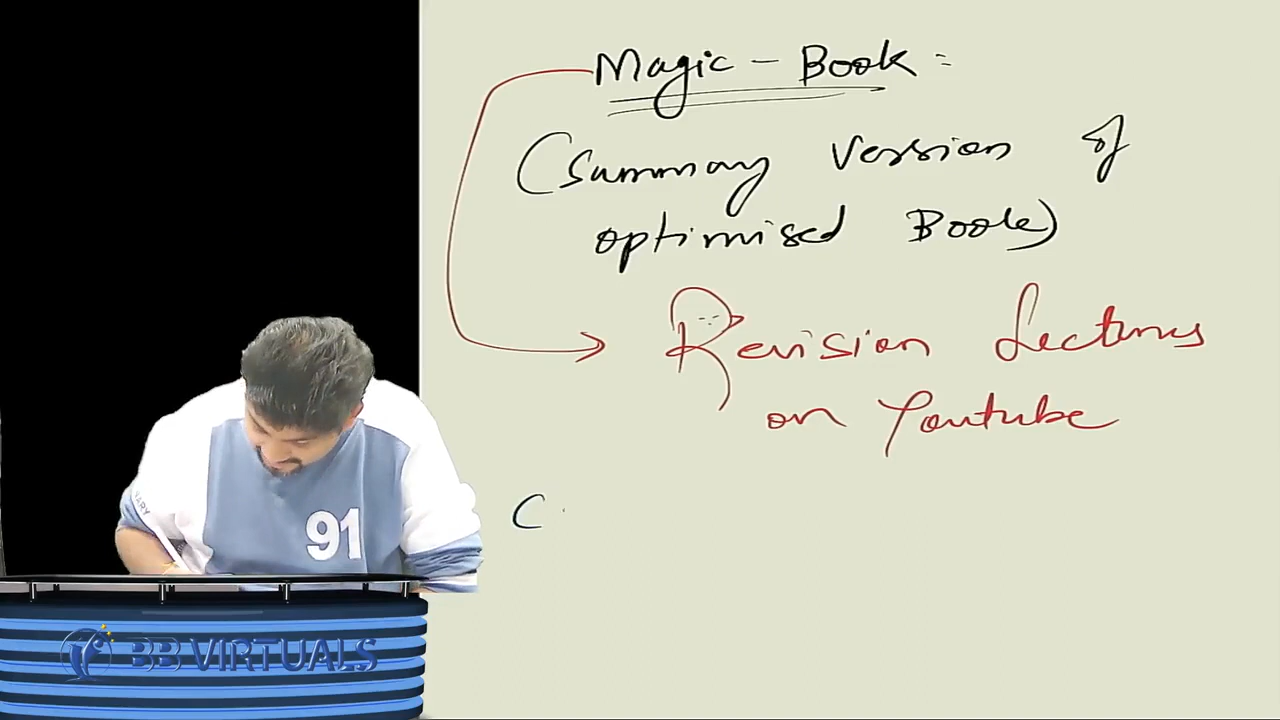 Magic - Book :
(Summary Version of
optimised Book)
Revision Lectures
on Youtube
C
91
BB VIRTUALS